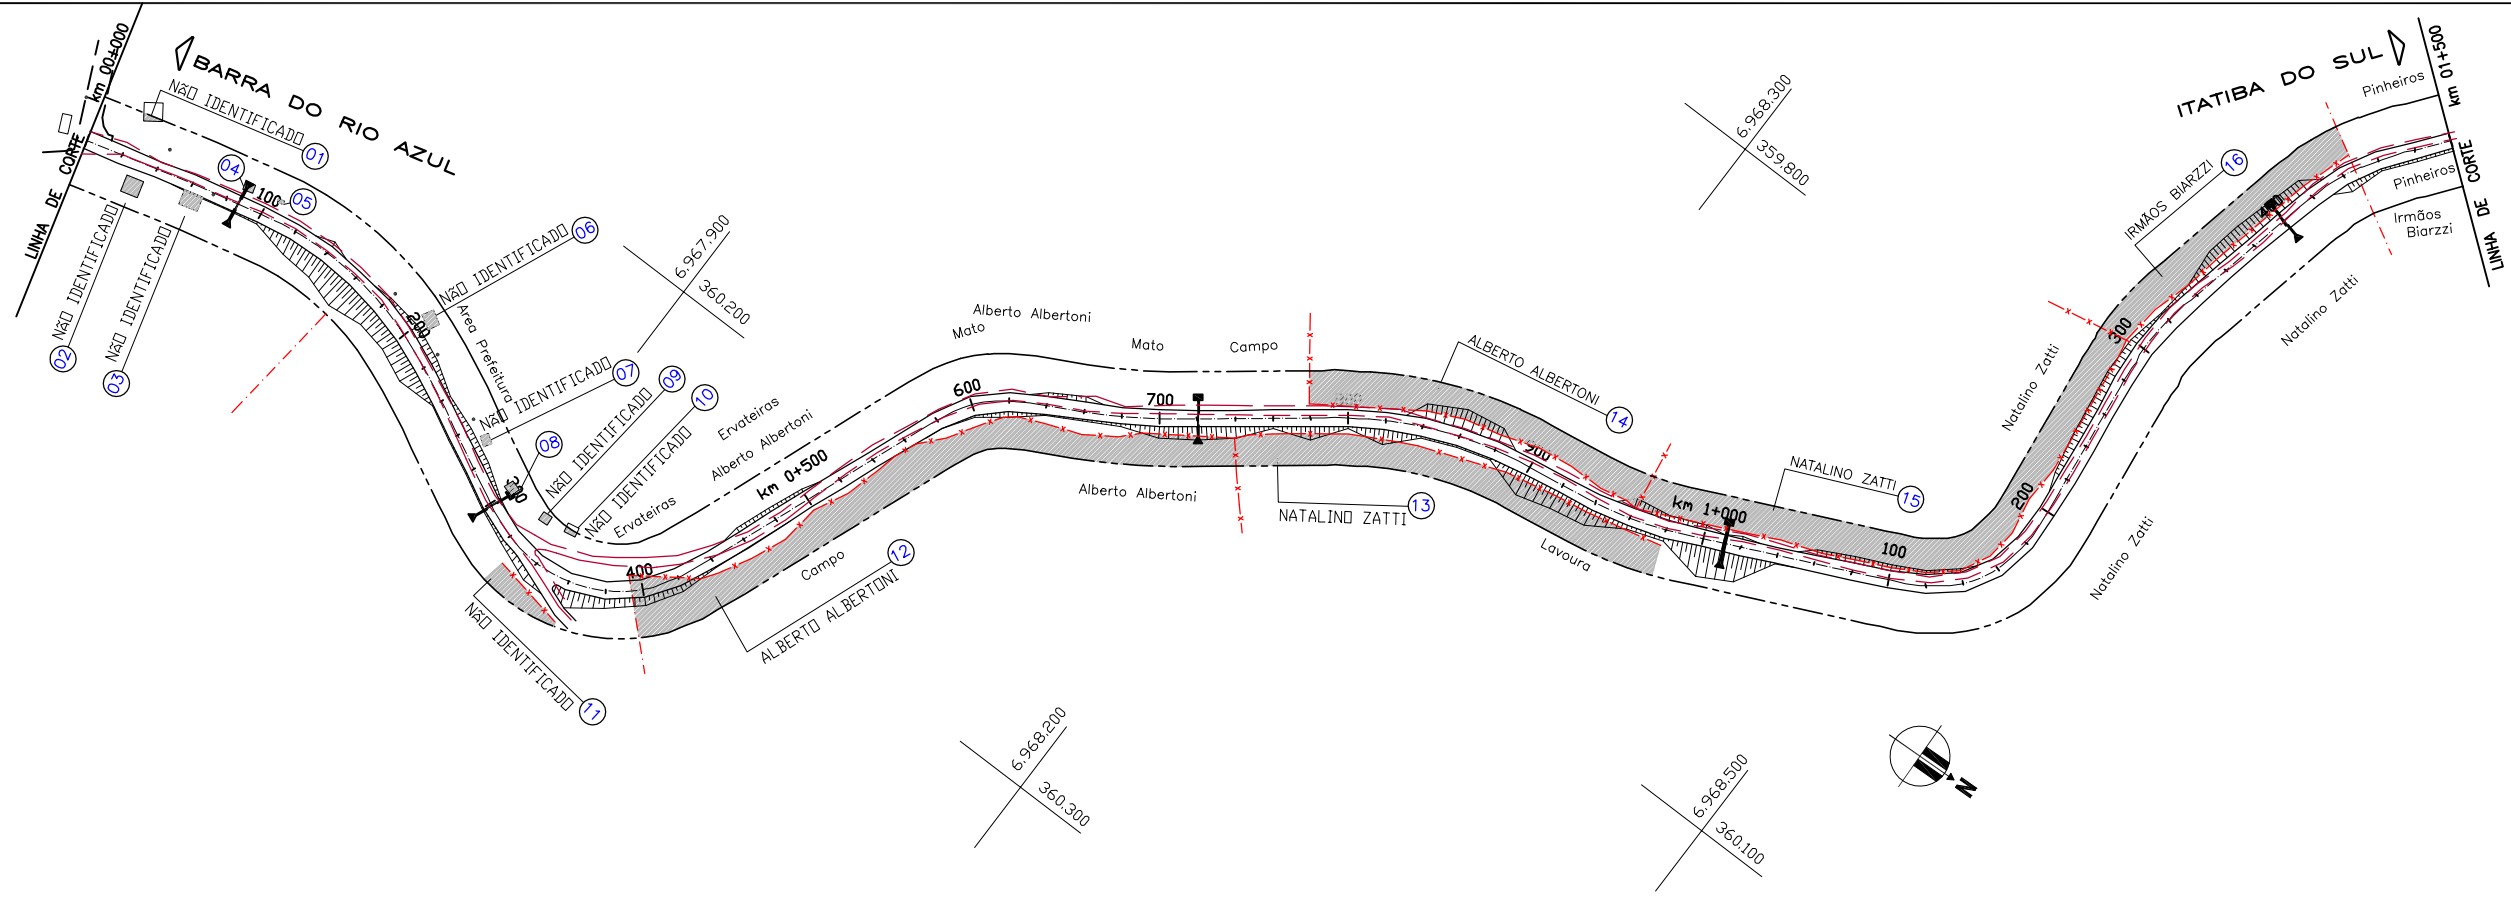 km 00+000
LINHA DE CORTE
BARRA DO RIO AZUL
NãO IDENTIFICADO
01
02
NãO IDENTIFICADO
03
NãO IDENTIFICADO
04
05
100
NãO IDENTIFICADO
06
200
Area Prefeitura
NãO IDENTIFICADO
07
08
300
NãO IDENTIFICADO
09
NãO IDENTIFICADO
10
NãO IDENTIFICADO
11
6.967.900
360.200
400
Ervateiras
Alberto Albertoni
Ervateiras
km 0+500
Campo
ALBERTO ALBERTONI
12
600
Mato
Alberto Albertoni
Mato
Campo
700
Alberto Albertoni
NATALINO ZATTI
13
ALBERTO ALBERTONI
14
900
Lavoura
km 1+000
NATALINO ZATTI
15
100
200
Natalino Zatti
Natalino Zatti
300
IRMÃOS BIARZZI
16
400
Natalino Zatti
Irmãos
Biarzzi
Pinheiros
Pinheiros
ITATIBA DO SUL
km 01+500
LINHA DE CORTE
6.968.300
359.800
6.968.200
360.300
6.968.500
360.100
N